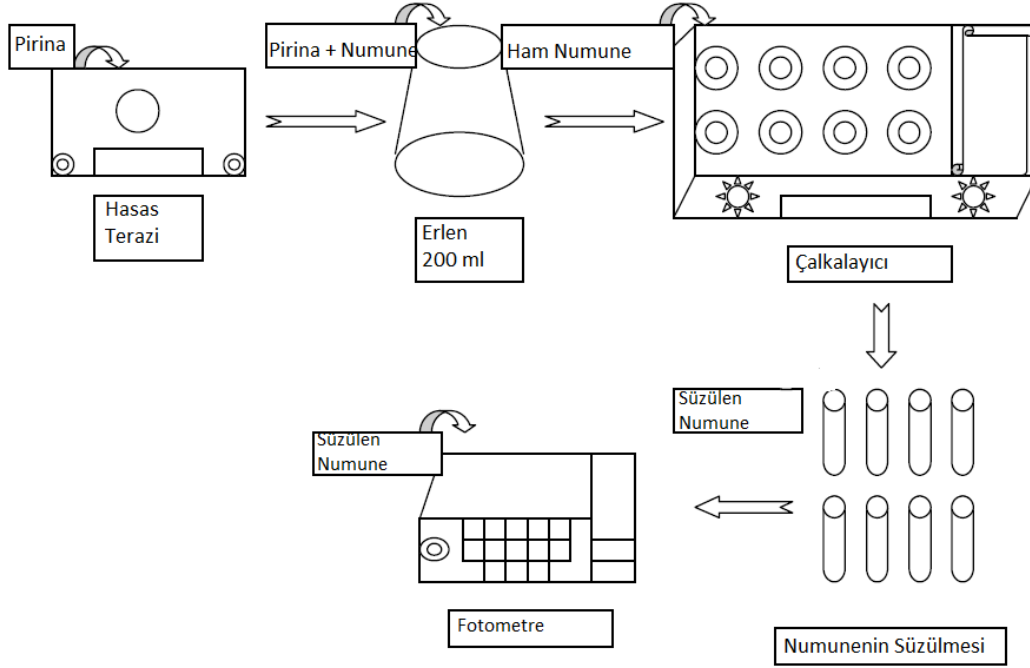 Pirina
Pirina + Numune
Ham Numune
Hasas
Terazi
Erlen
200 ml
Çalkalayıcı
Süzülen
Numune
Süzülen
Numune
Fotometre
Numunenin Süzülmesi